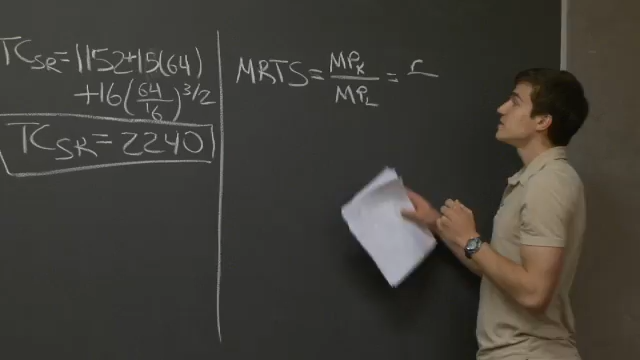 TC_SR = 1152 + 15(64)
+ 16(64/16)^3/2
TC_SR = 2240
MRTS = MP_K/MP_L = r